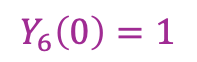 Y₆(0) = 1